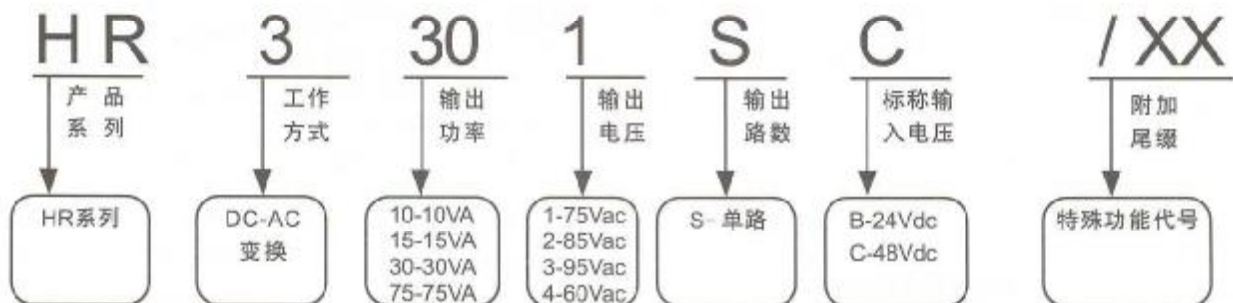 HR 3 30 1 S C /XX
产品 工作 输出 输出 输出 标称输 附加
系列 方式 功率 电压 路数 入电压 尾缀
HR系列 DC-AC 10-10VA 1-75Vac S-单路 B-24Vdc 特殊功能代号
变换 15-15VA 2-85Vac C-48Vdc
30-30VA 3-95Vac
75-75VA 4-60Vac